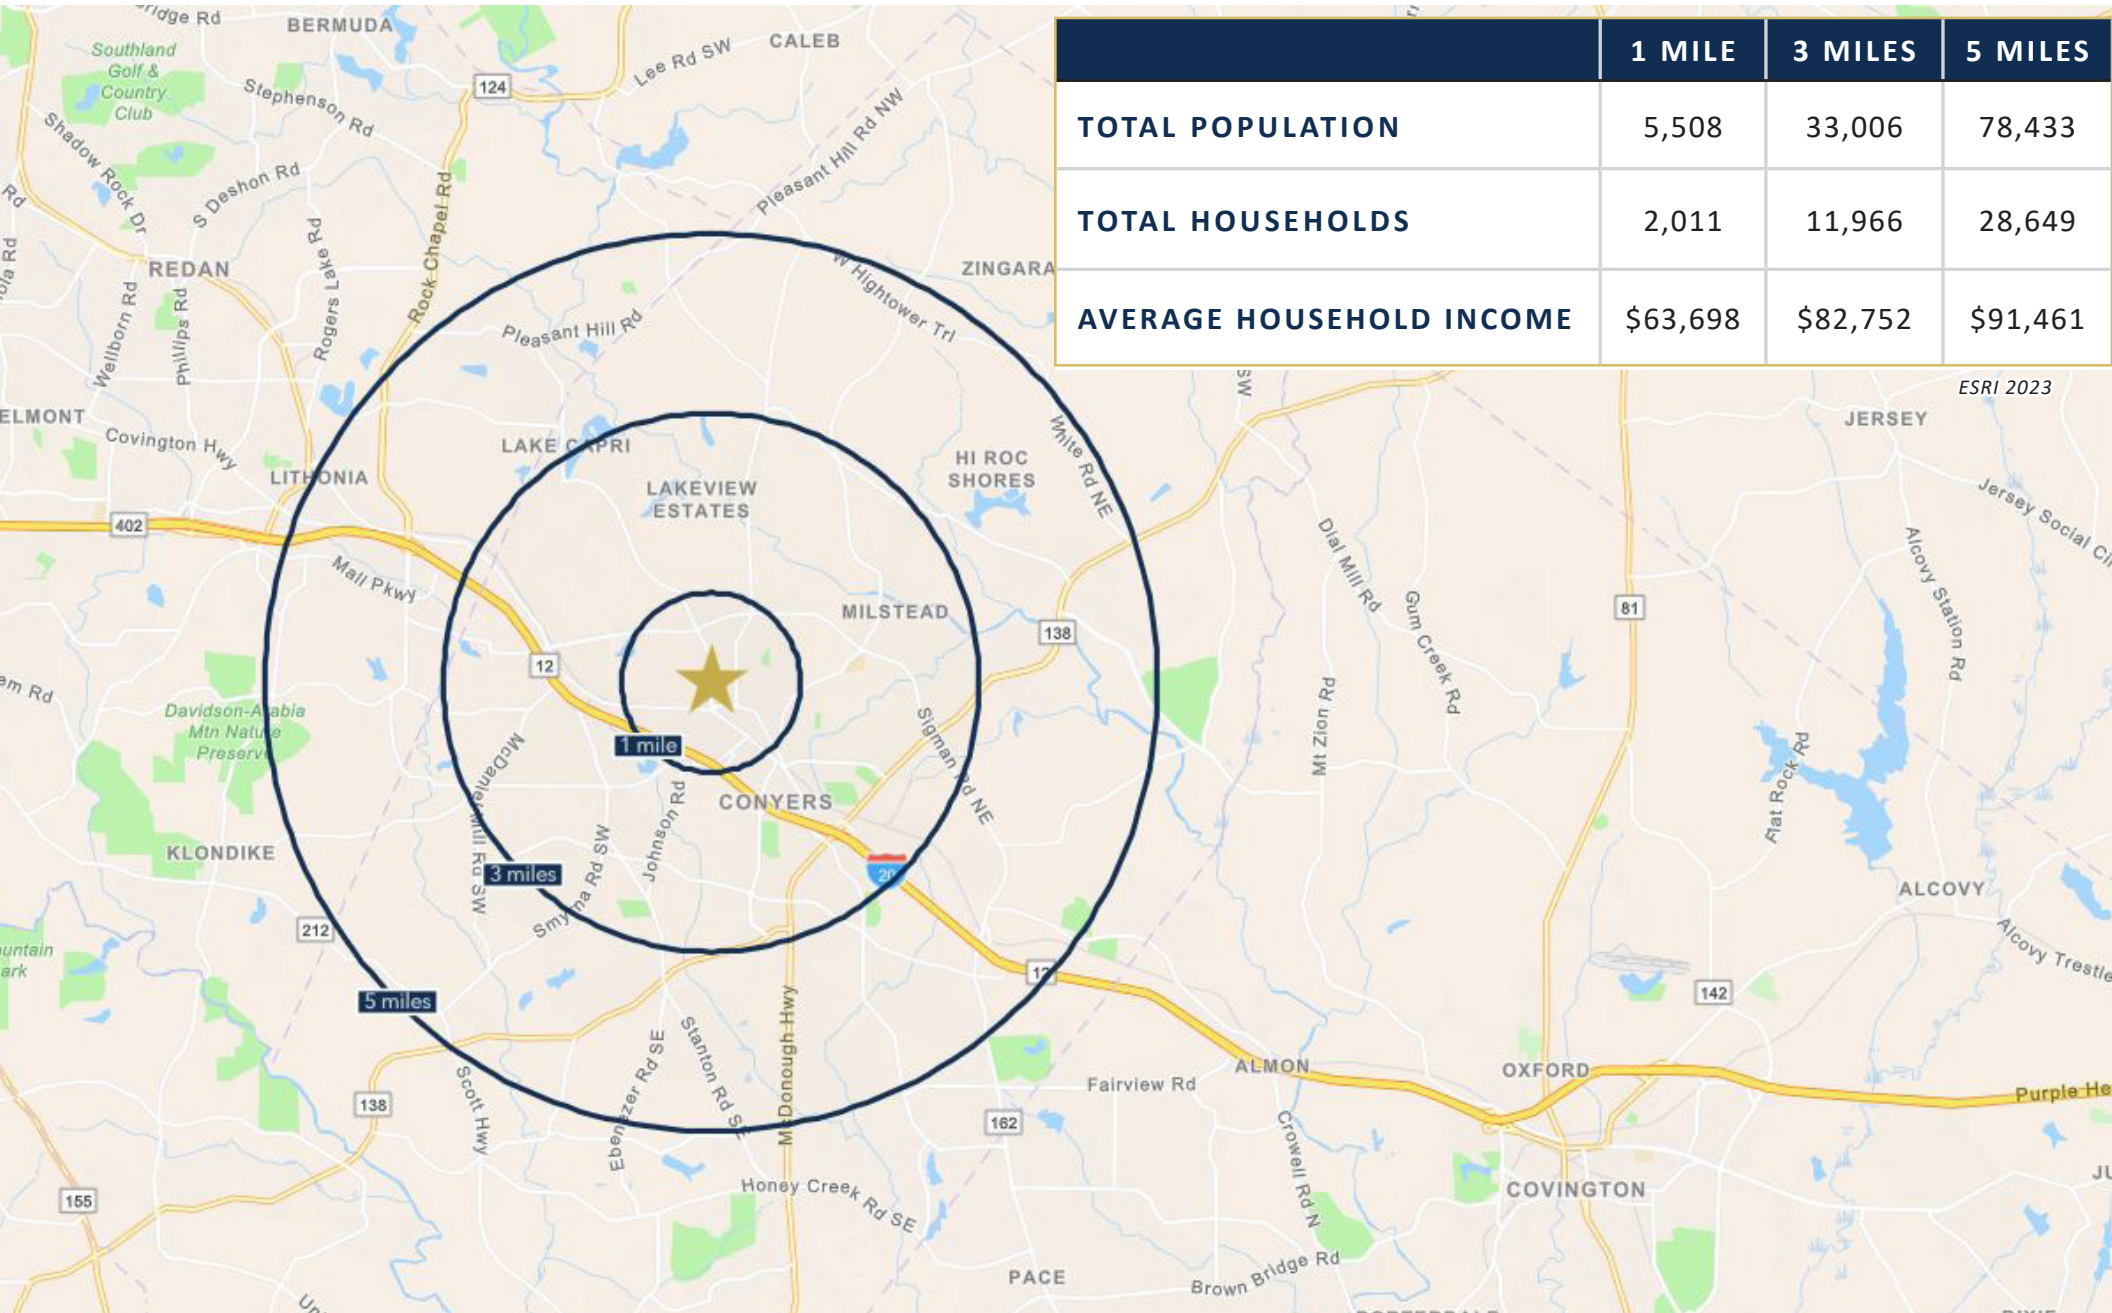 1 MILE 3 MILES 5 MILES
TOTAL POPULATION 5,508 33,006 78,433
TOTAL HOUSEHOLDS 2,011 11,966 28,649
AVERAGE HOUSEHOLD INCOME $63,698 $82,752 $91,461
ESRI 2023
BERMUDA
CALEB
Southland
Golf &
Country
Club
124
Lee Rd SW
Stephenson Rd
Shadow Rock Dr
Pleasant Hill Rd NW
S Deshon Rd
Rd
Rock Chapel Rd
REDAN
Rogers Lake Rd
Wellborn Rd
Phillips Rd
ZINGARA
W Hightower Trl
Pleasant Hill Rd
SW
ELMONT
Covington Hwy
LAKE CAPRI
LITHONIA
LAKEVIEW
ESTATES
HI ROC
SHORES
White Rd NE
JERSEY
Jersey Social Cir
402
Mall Pkwy
Dial Mill Rd
Alcovy Station Rd
Gum Creek Rd
MILSTEAD
138
81
12
em Rd
Davidson-Arabia
Mtn Nature
Preserve
Mt Zion Rd
Sigman Rd NE
McDaniel Mill Rd SW
1 mile
Flat Rock Rd
CONYERS
Johnson Rd
Smyrna Rd SW
KLONDIKE
3 miles
20
ALCOVY
212
untain
ark
Alcovy Trestle
12
142
5 miles
McDonough Hwy
Stanton Rd SE
Ebenezer Rd SE
Scott Hwy
138
ALMON
OXFORD
Fairview Rd
Purple He
162
Crowell Rd N
155
Honey Creek Rd SE
COVINGTON
JU
PACE
Brown Bridge Rd